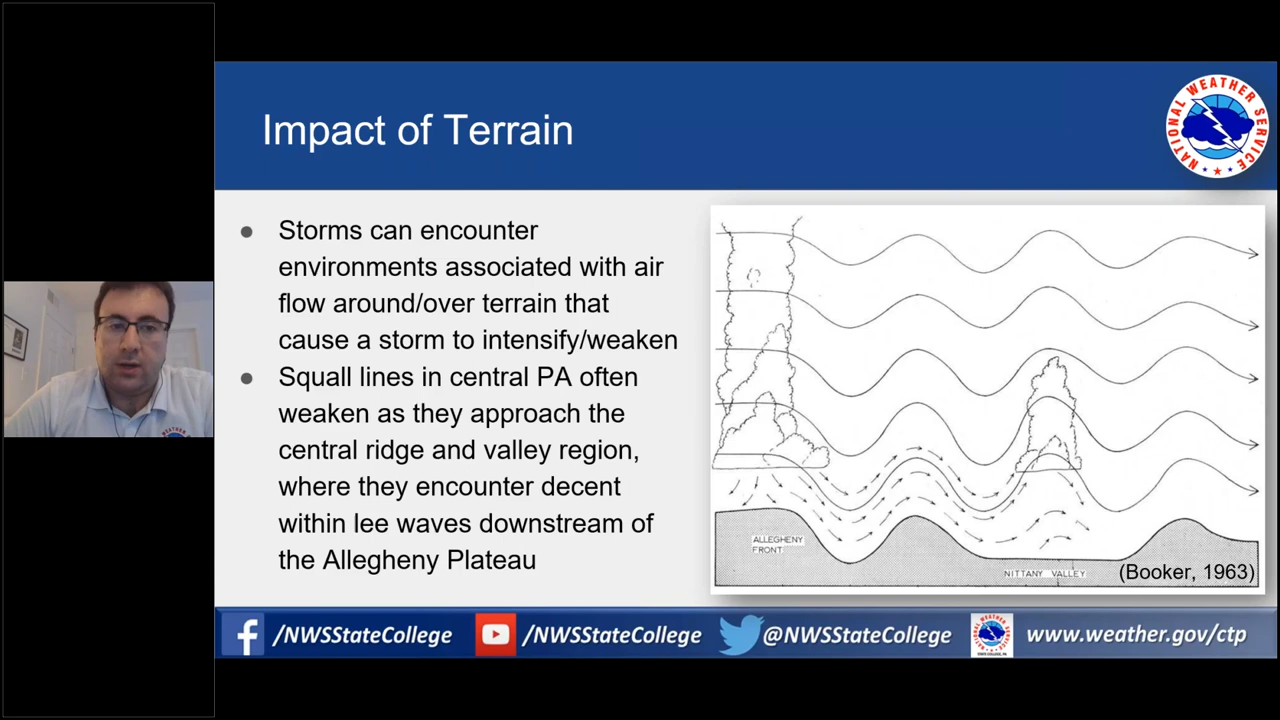 Impact of Terrain
NATIONAL WEATHER SERVICE
● Storms can encounter
environments associated with air
flow around/over terrain that
cause a storm to intensify/weaken
● Squall lines in central PA often
weaken as they approach the
central ridge and valley region,
where they encounter decent
within lee waves downstream of
the Allegheny Plateau
ALLEGHENY
FRONT
NITTANY VALLEY
(Booker, 1963)
/NWSStateCollege
/NWSStateCollege
@NWSStateCollege
www.weather.gov/ctp